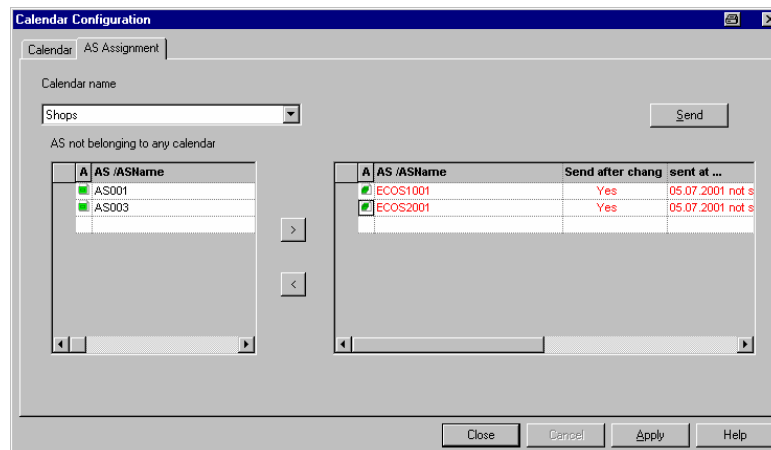 Calendar Configuration
Calendar AS Assignment
Calendar name
Shops
Send
AS not belonging to any calendar
A AS /ASName
AS001
AS003
A AS /ASName Send after chang sent at ...
ECOS1001 Yes 05.07.2001 not s
ECOS2001 Yes 05.07.2001 not s
>
<
Close Cancel Apply Help